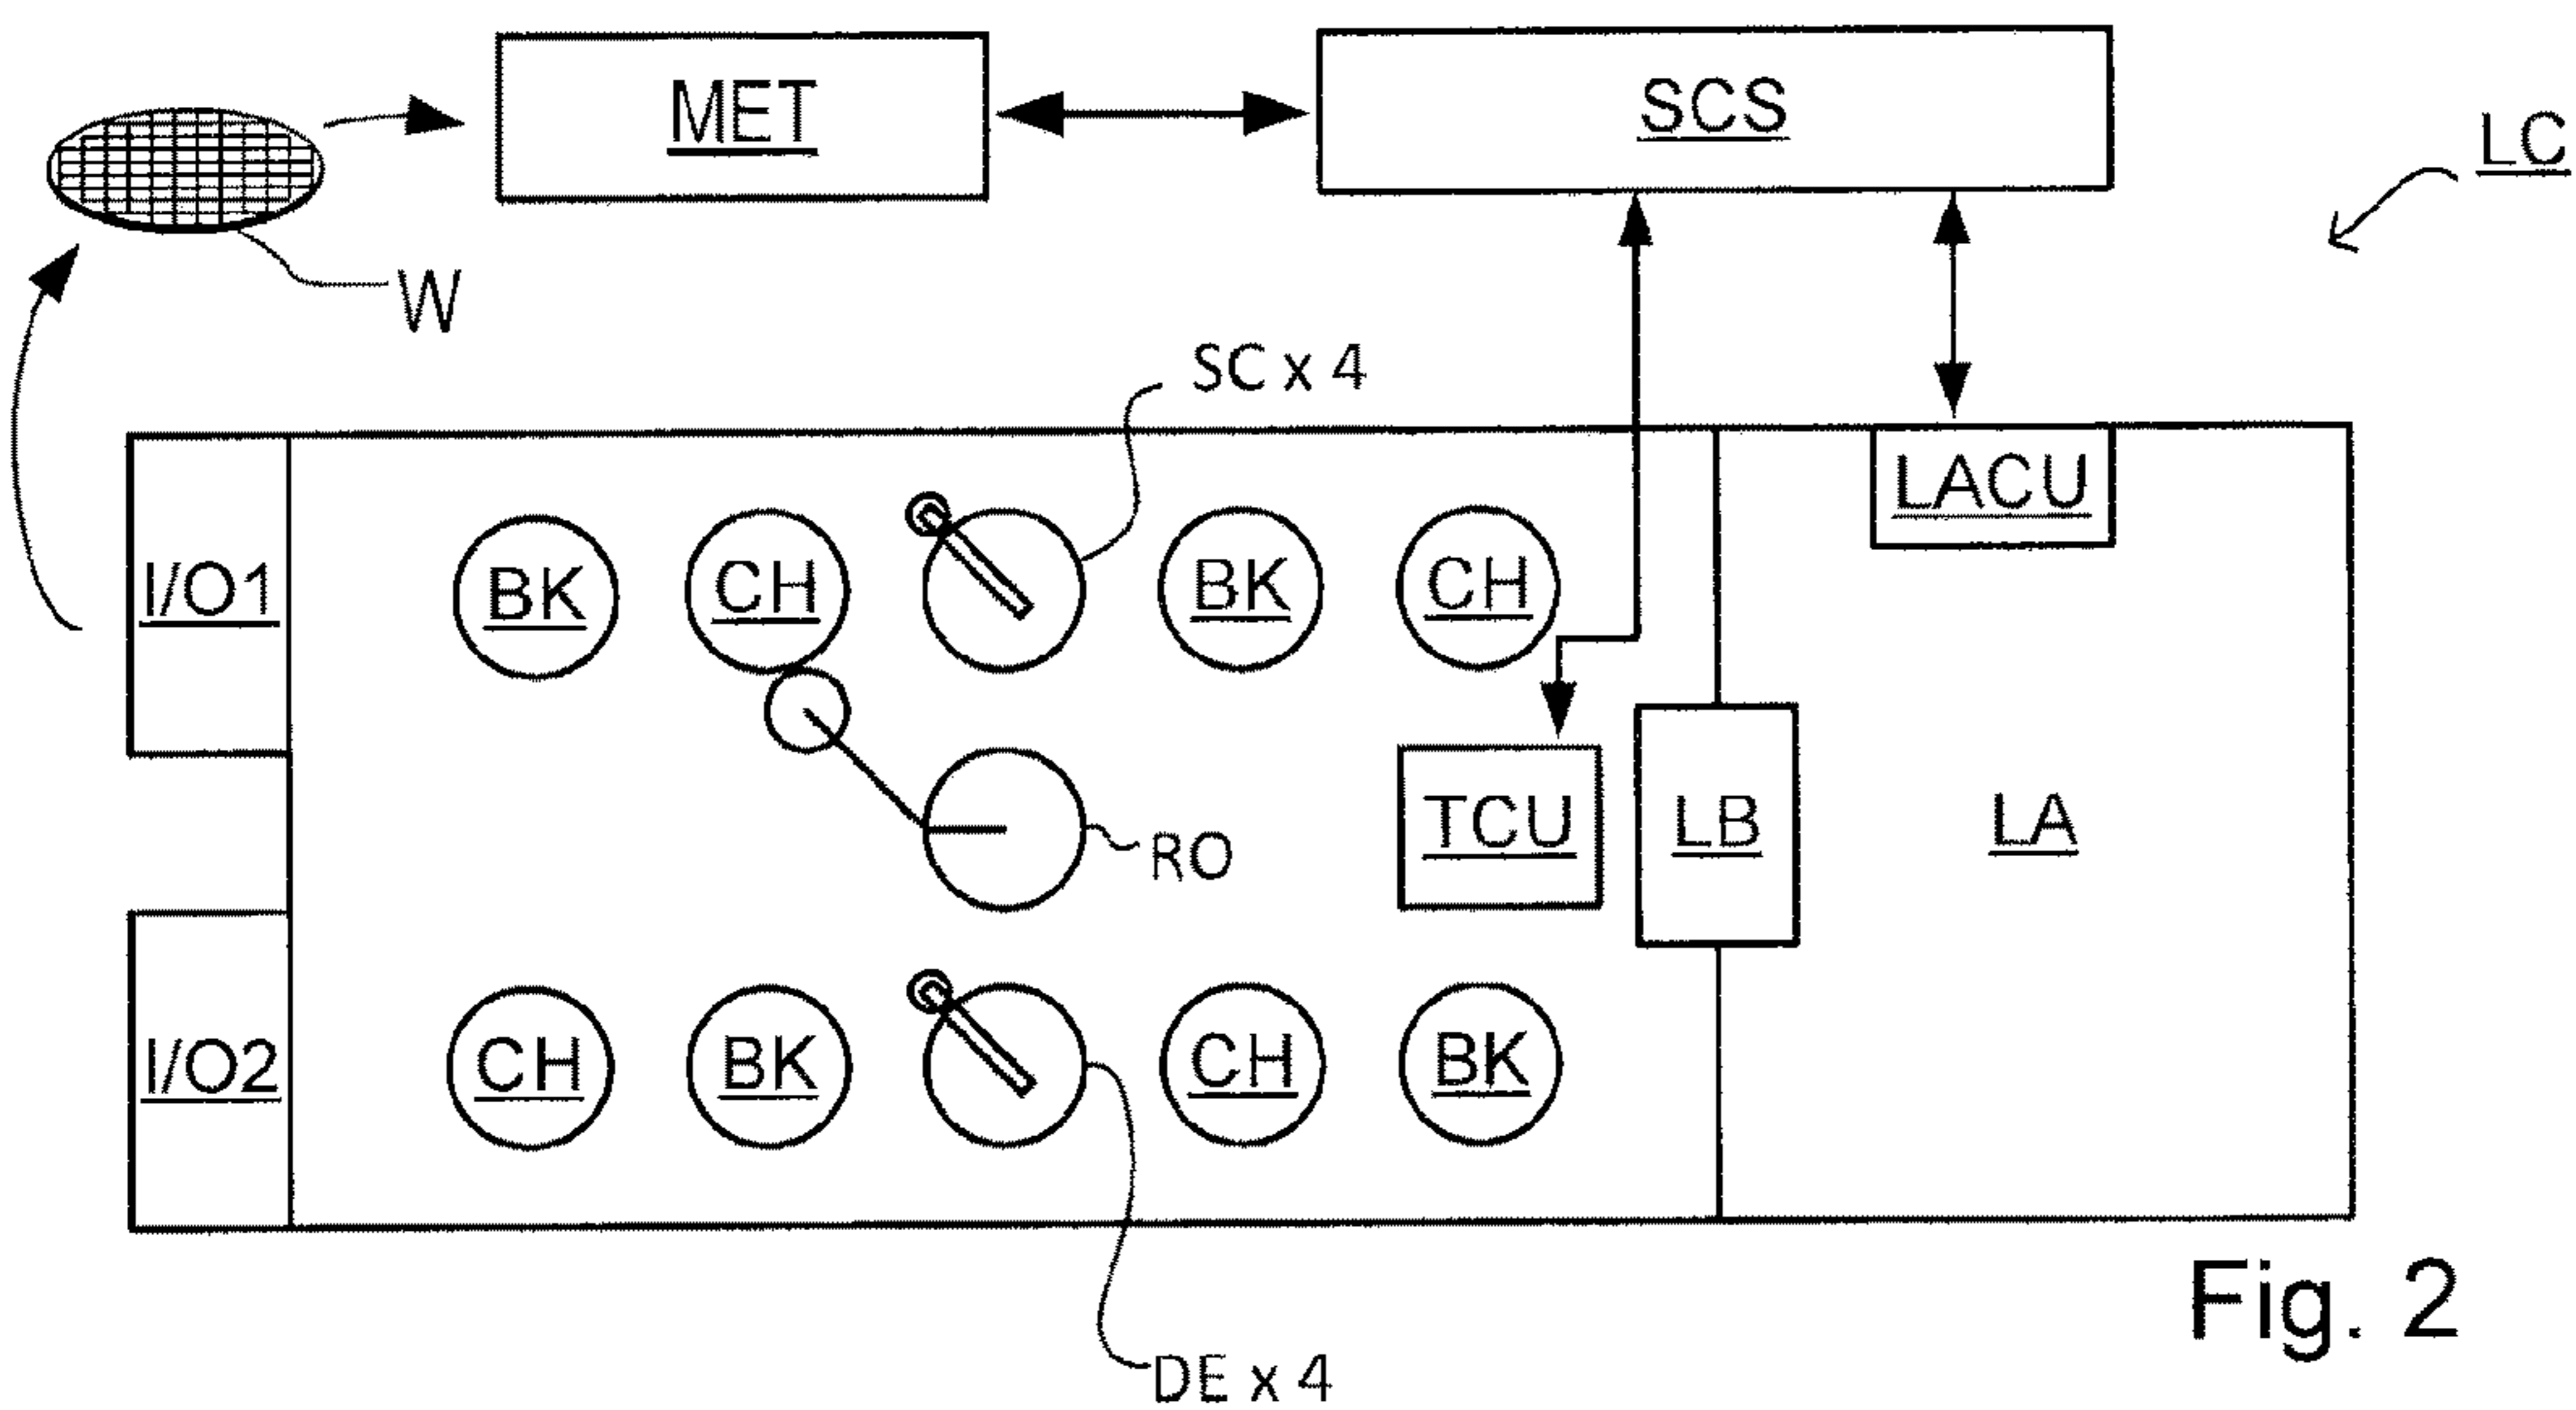 MET
SCS
LC
W
SC x 4
LACU
I/O1
BK
CH
BK
CH
RO
TCU
LB
LA
I/O2
CH
BK
CH
BK
DE x 4
Fig. 2